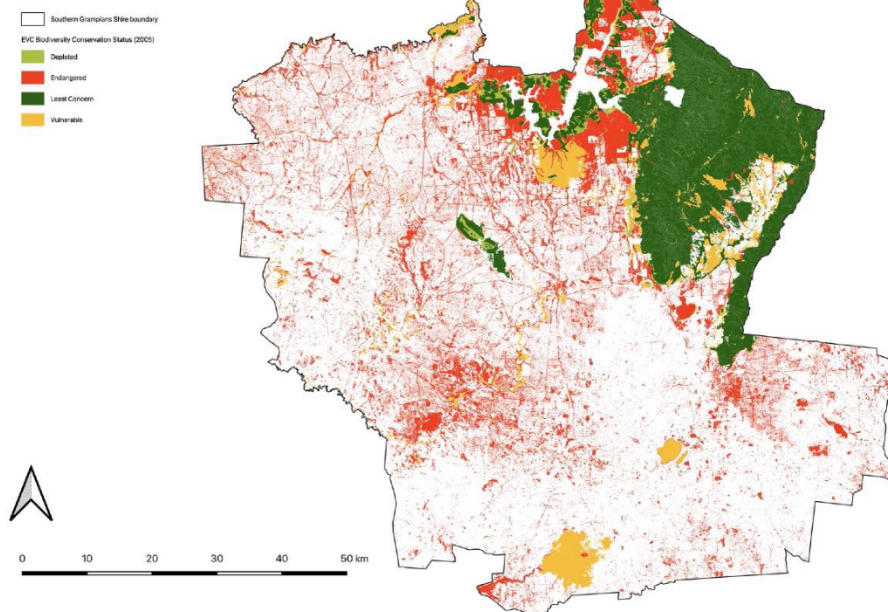 Southern Grampians Shire boundary
EVC Biodiversity Conservation Status (2005)
Depleted
Endangered
Least Concern
Vulnerable
0 10 20 30 40 50 km